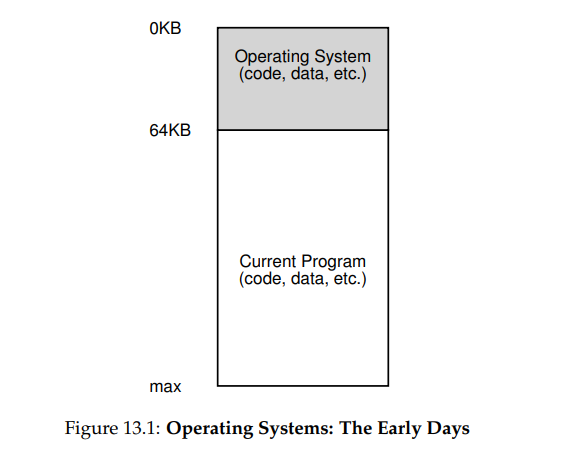 0KB
Operating System
(code, data, etc.)
64KB
Current Program
(code, data, etc.)
max
Figure 13.1: Operating Systems: The Early Days